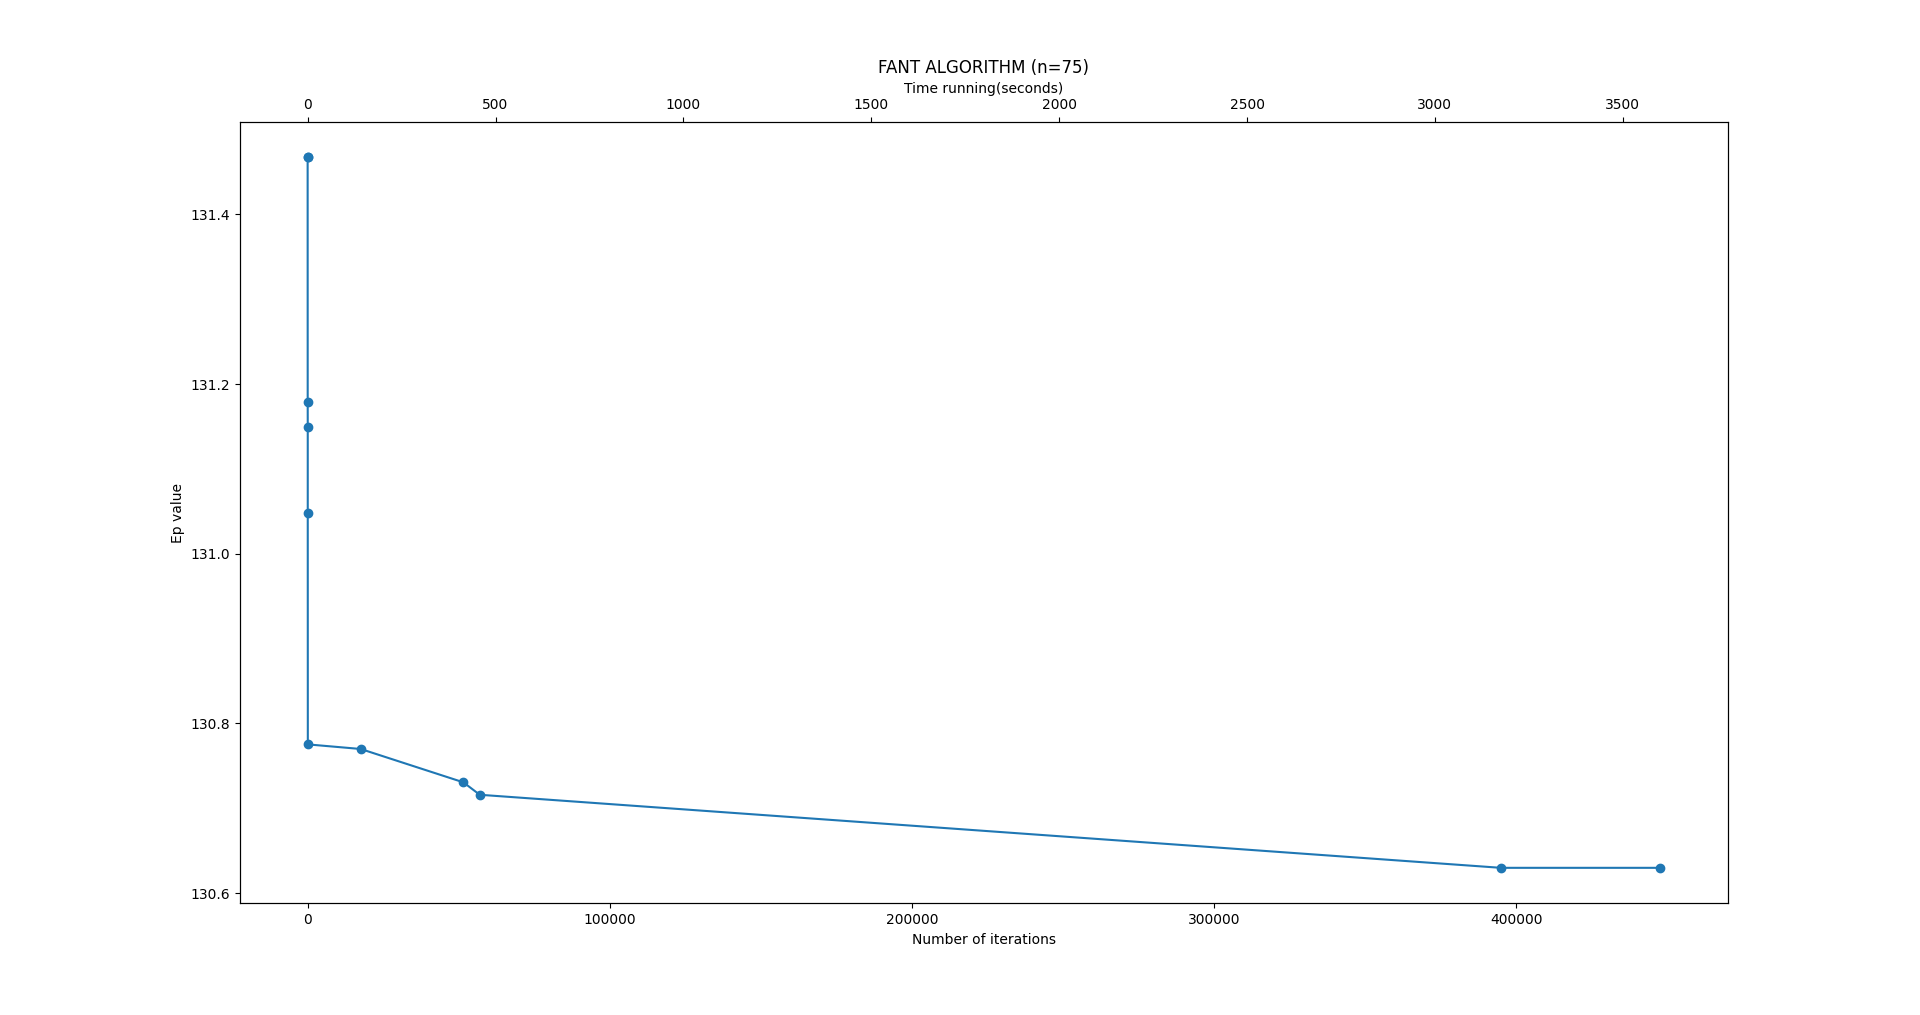 FANT ALGORITHM (n=75)
Time running(seconds)
0 500 1000 1500 2000 2500 3000 3500
131.4
131.2
131.0
130.8
130.6
Ep value
0 100000 200000 300000 400000
Number of iterations